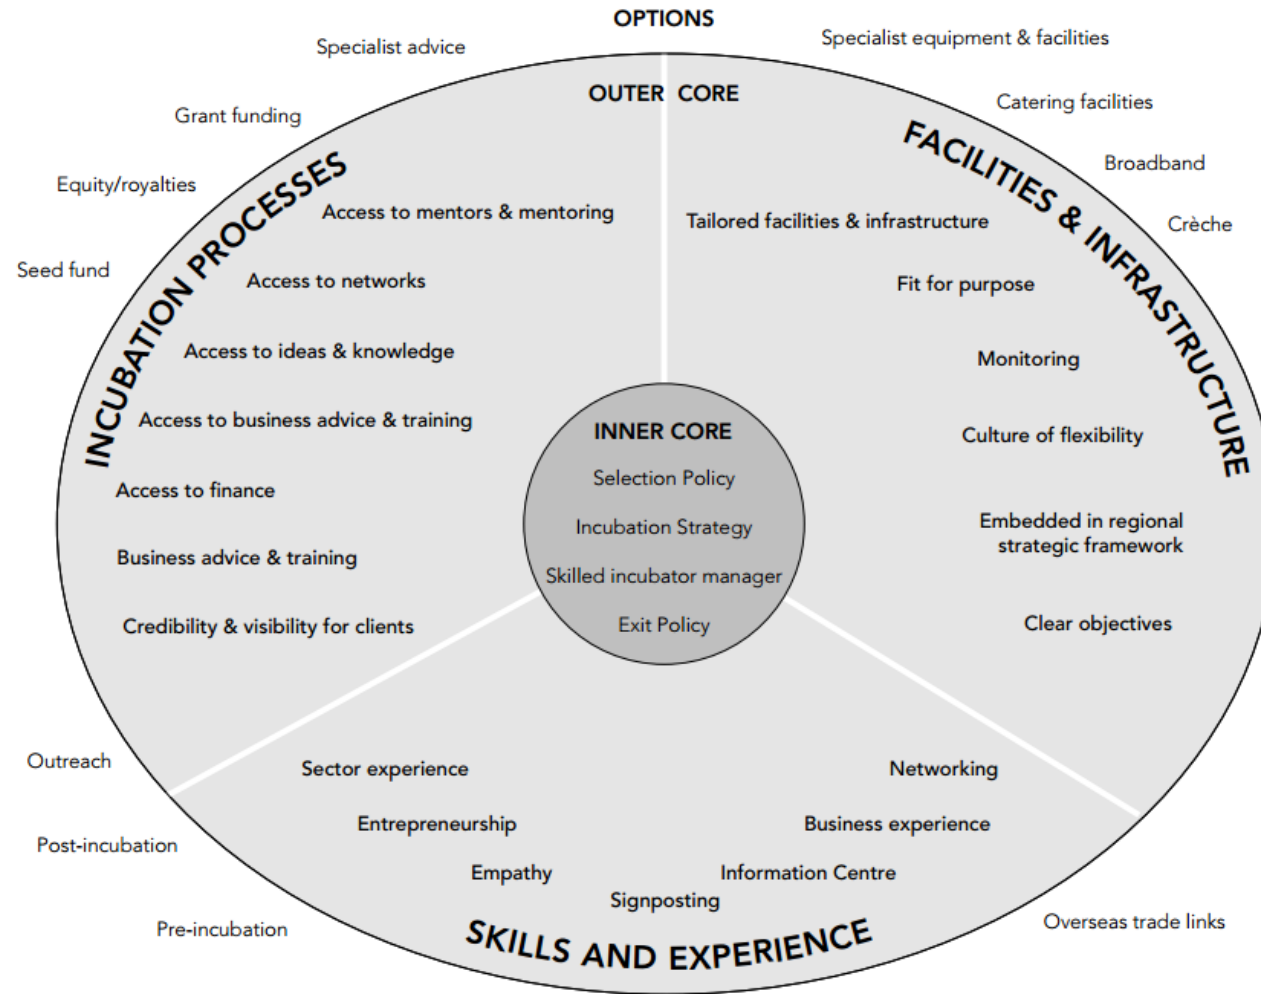 OPTIONS
Specialist advice
Specialist equipment & facilities
OUTER CORE
Grant funding
Catering facilities
Equity/royalties
Broadband
Seed fund
Crèche
INCUBATION PROCESSES
Access to mentors & mentoring
Access to networks
Access to ideas & knowledge
Access to business advice & training
Access to finance
Business advice & training
Credibility & visibility for clients
FACILITIES & INFRASTRUCTURE
Tailored facilities & infrastructure
Fit for purpose
Monitoring
Culture of flexibility
Embedded in regional
strategic framework
Clear objectives
INNER CORE
Selection Policy
Incubation Strategy
Skilled incubator manager
Exit Policy
Sector experience
Networking
Entrepreneurship
Business experience
Empathy
Information Centre
Signposting
SKILLS AND EXPERIENCE
Outreach
Post-incubation
Pre-incubation
Overseas trade links